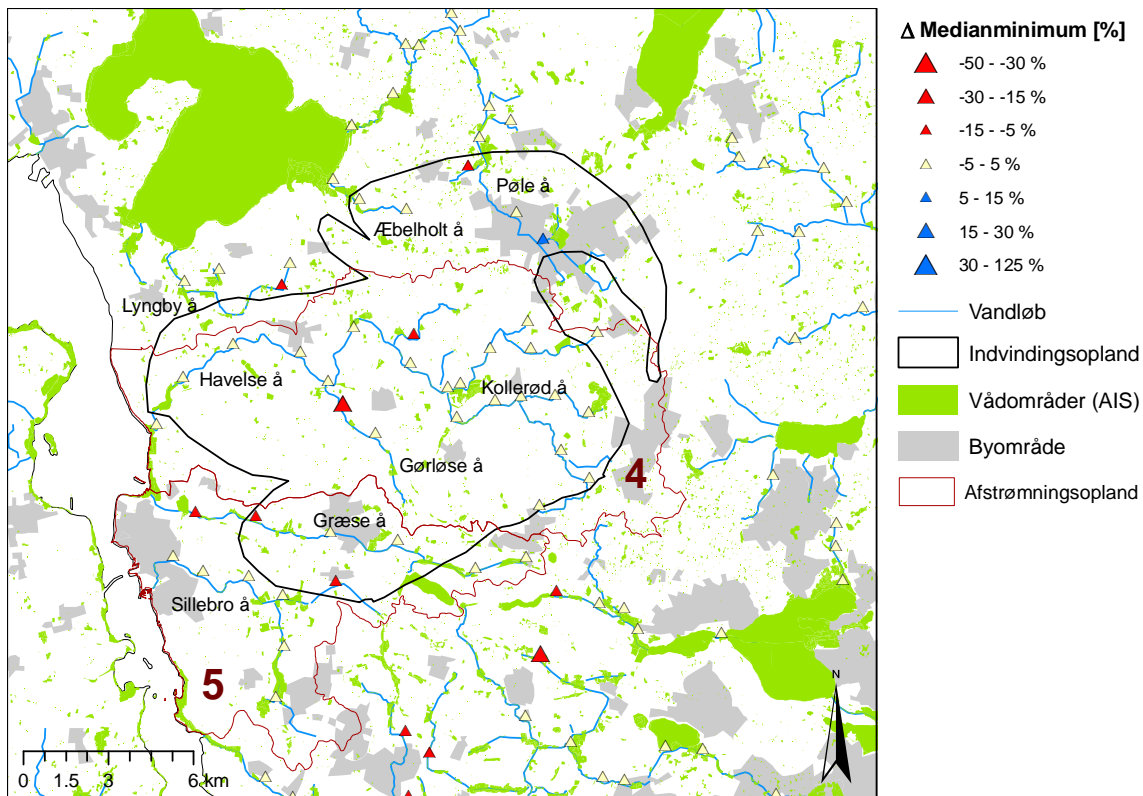 Pøle å
Æbelholt å
Lyngby å
Havelse å
Kollerød å
Gørløse å
4
Græse å
Sillebro å
5
0 1.5 3 6 km
N
Δ Medianminimum [%]
-50 - -30 %
-30 - -15 %
-15 - -5 %
-5 - 5 %
5 - 15 %
15 - 30 %
30 - 125 %
Vandløb
Indvindingsopland
Vådområder (AIS)
Byområde
Afstrømningsopland